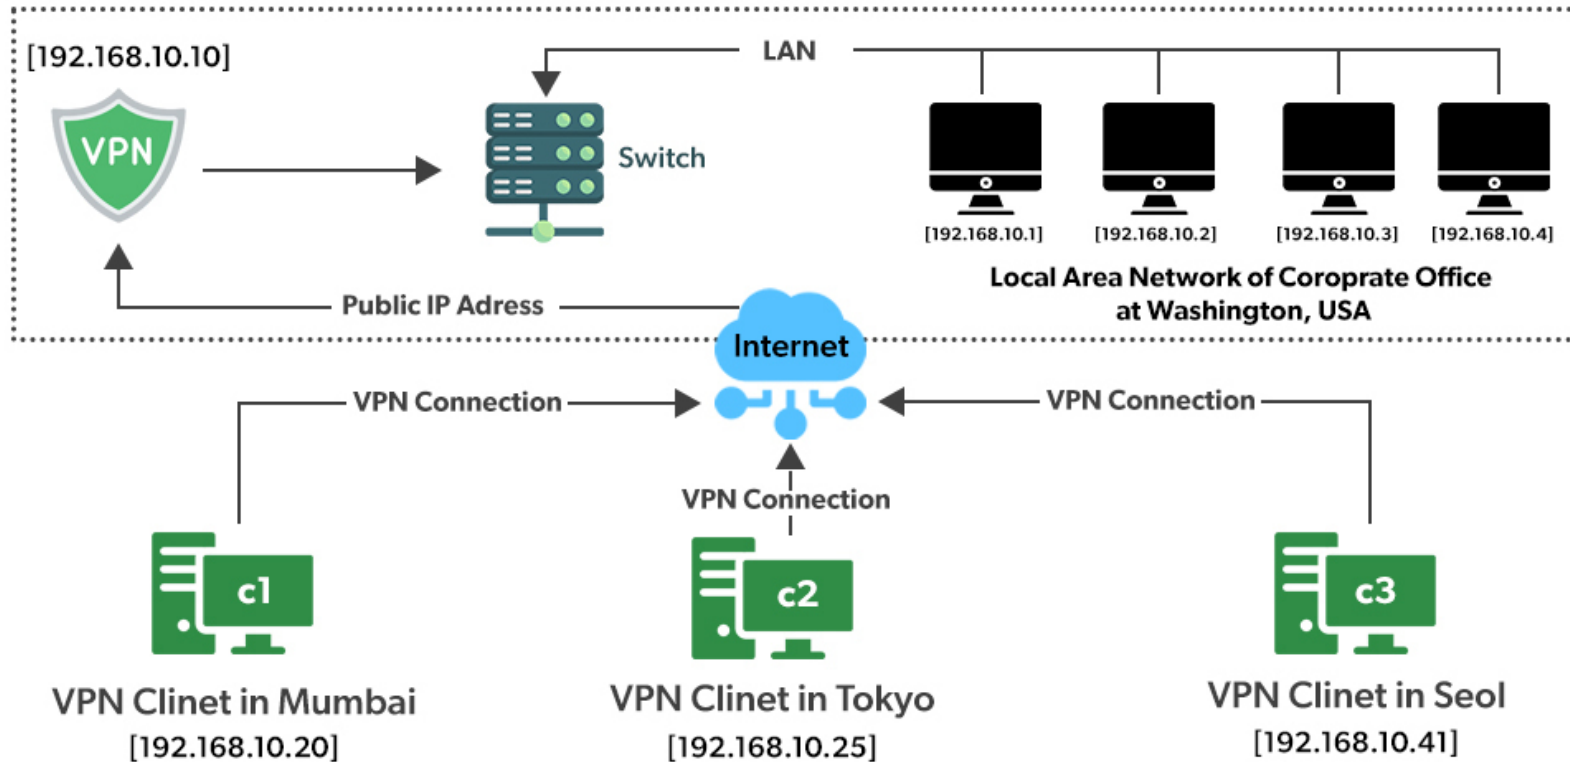 LAN
[192.168.10.10]
VPN
Switch
[192.168.10.1]
[192.168.10.2]
[192.168.10.3]
[192.168.10.4]
Local Area Network of Coroprate Office
at Washington, USA
Public IP Adress
Internet
VPN Connection
VPN Connection
VPN Connection
c1
c2
c3
VPN Clinet in Mumbai
[192.168.10.20]
VPN Clinet in Tokyo
[192.168.10.25]
VPN Clinet in Seol
[192.168.10.41]